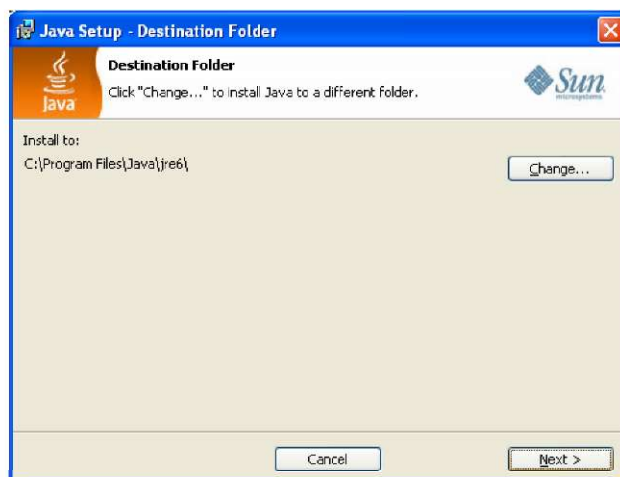 Java Setup - Destination Folder
Java
Destination Folder
Click "Change..." to install Java to a different folder.
Sun
microsystems
Install to:
C:\Program Files\Java\jre6\
Change...
Cancel
Next >